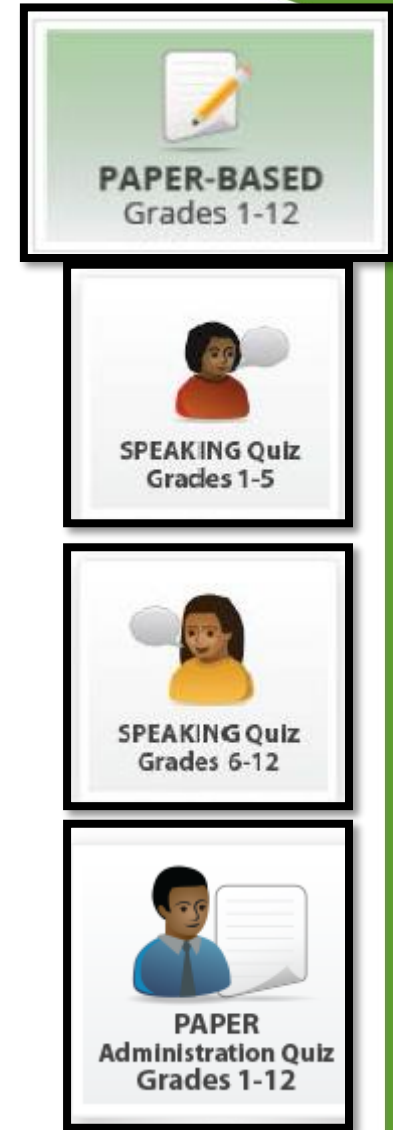 PAPER-BASED
Grades 1-12
SPEAKING Quiz
Grades 1-5
SPEAKING Quiz
Grades 6-12
PAPER
Administration Quiz
Grades 1-12